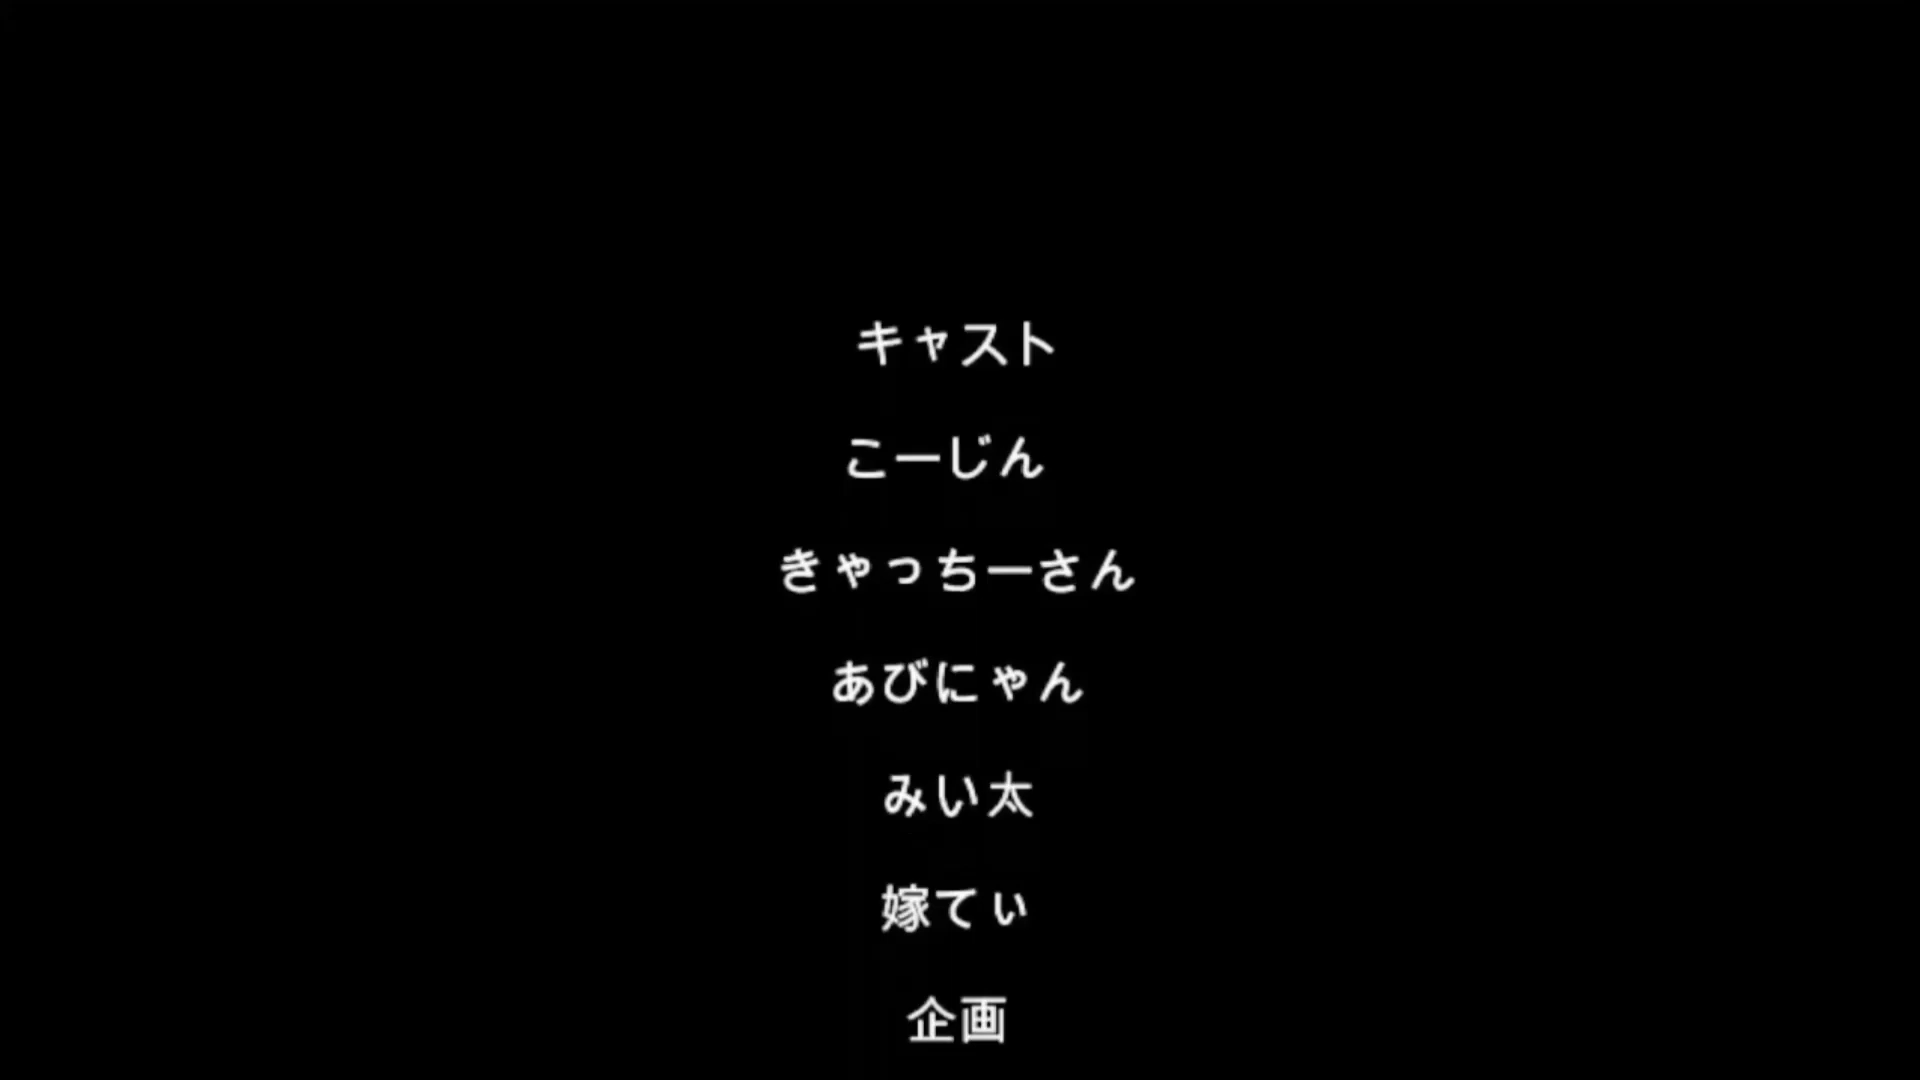 キャスト
こーじん
きゃっちーさん
あびにゃん
みい太
嫁てぃ
企画